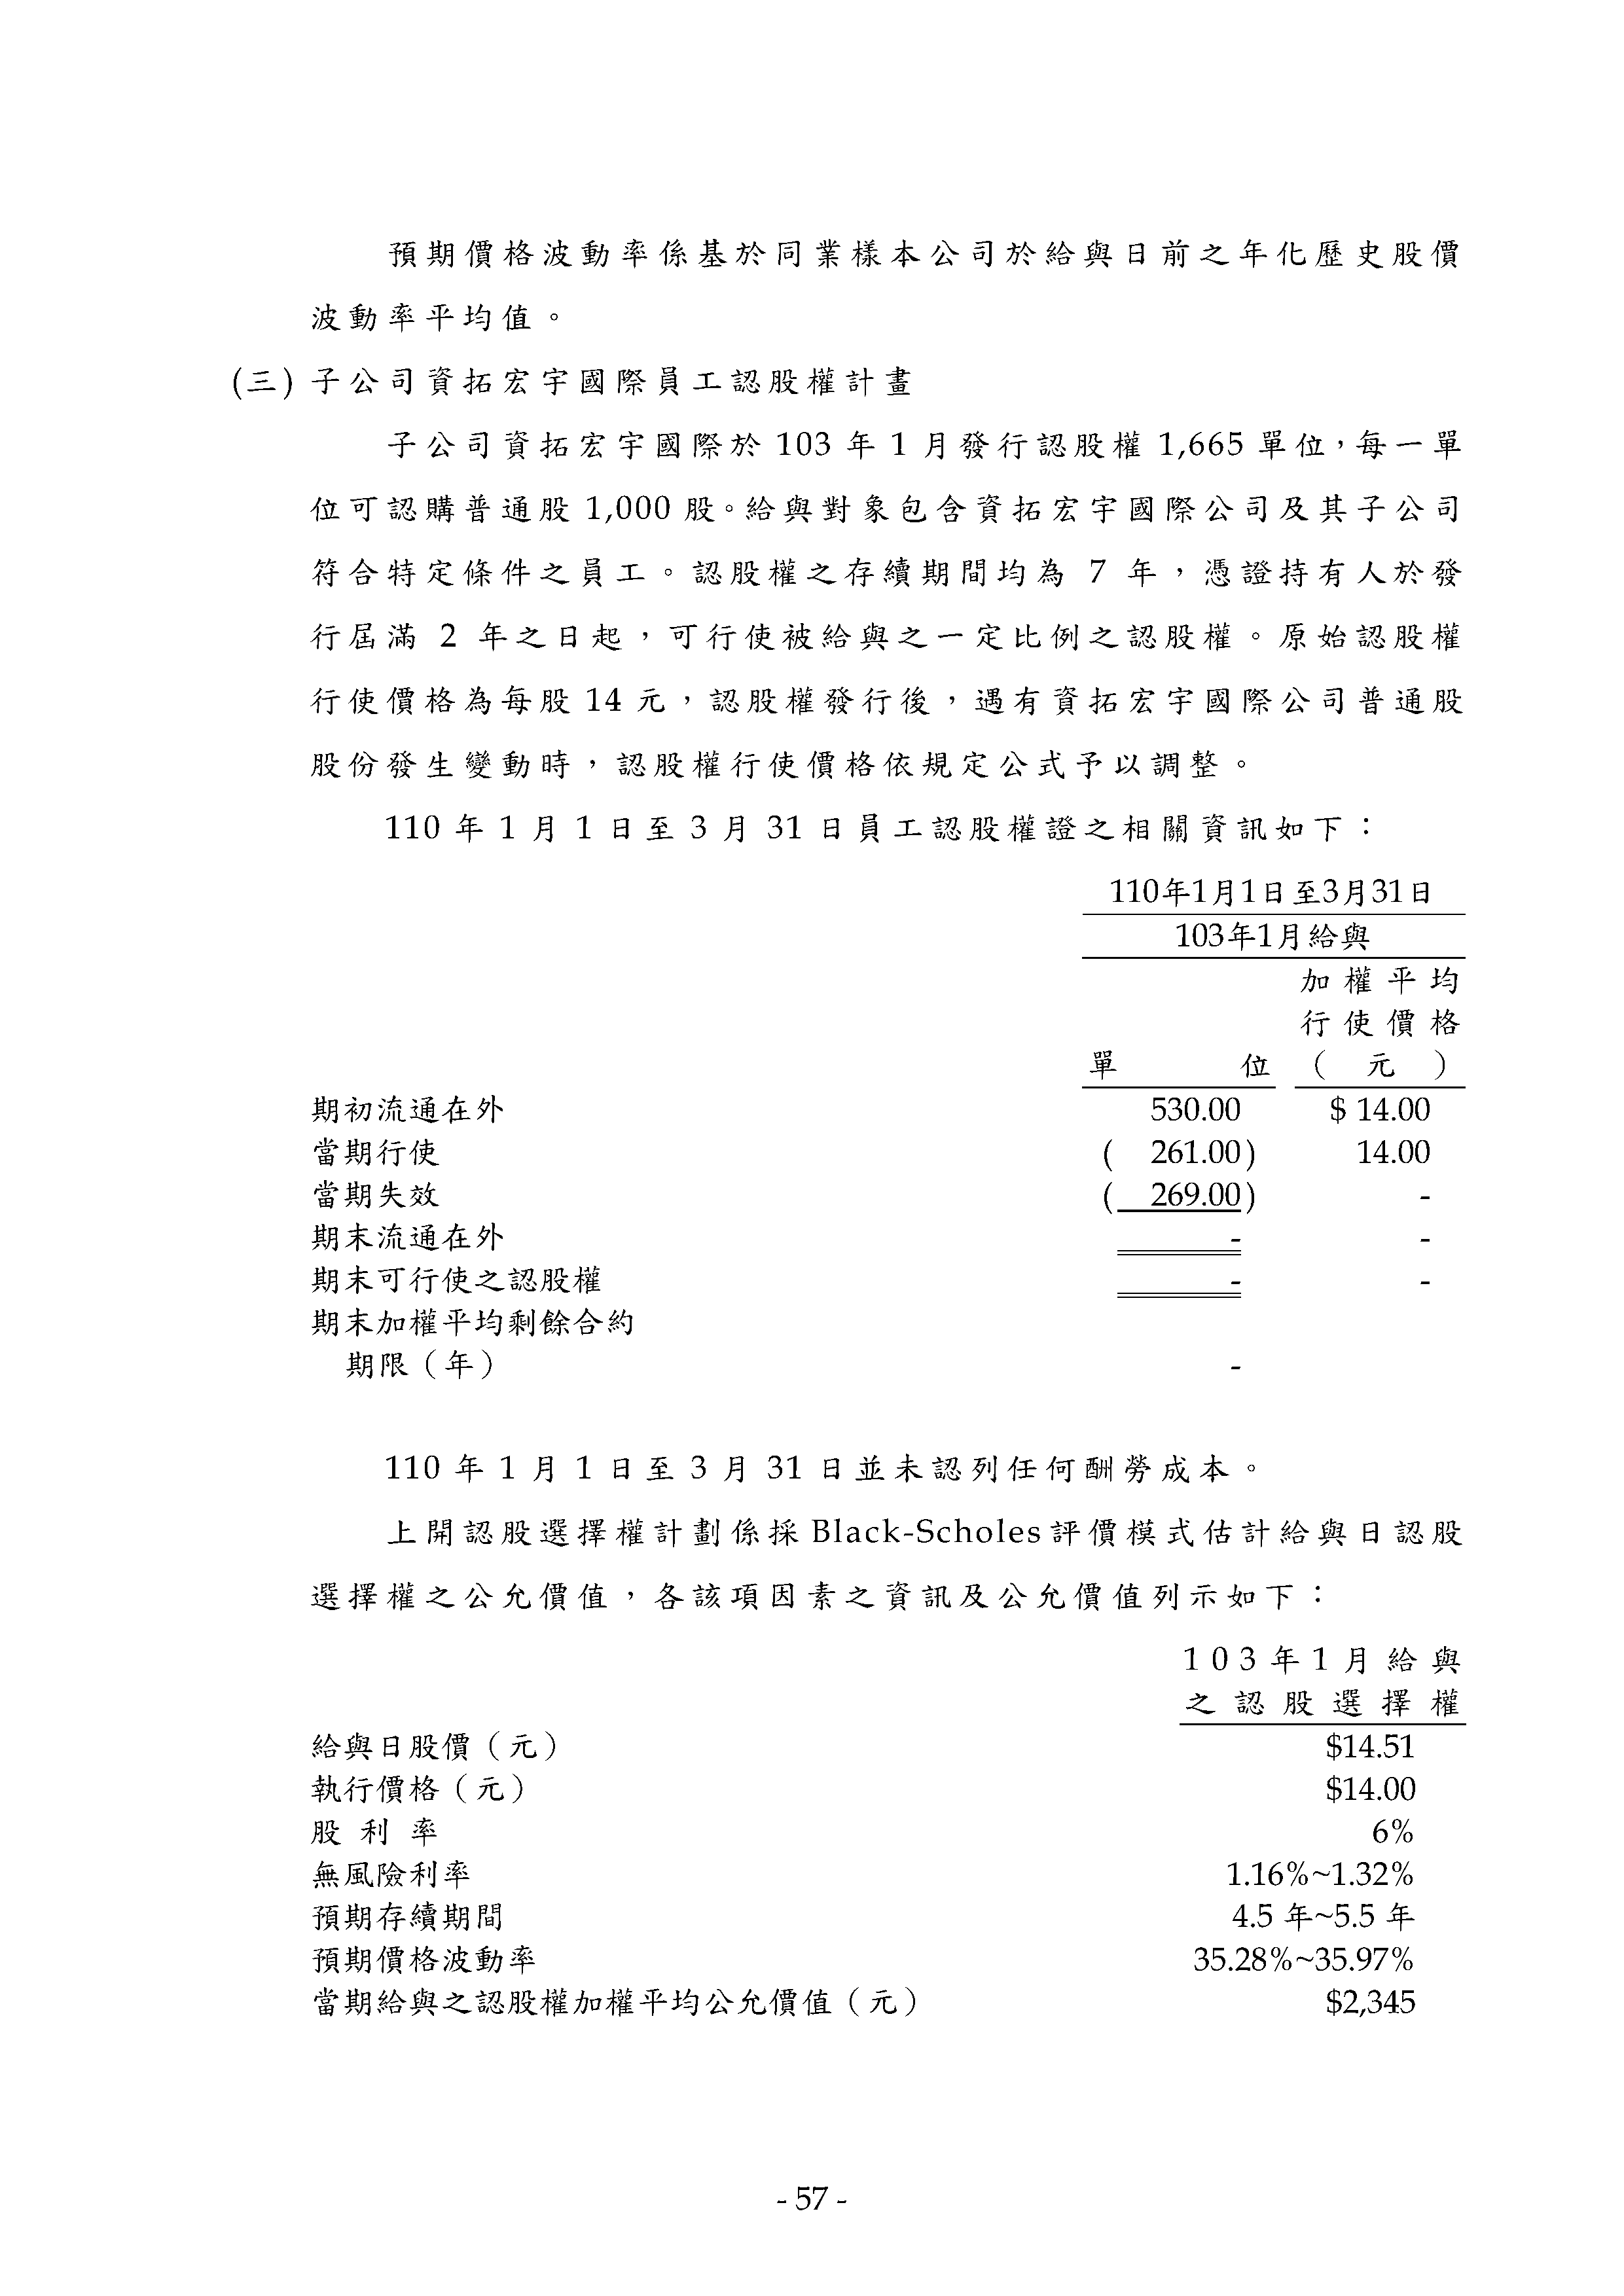 預期價格波動率係基於同業樣本公司於給與日前之年化歷史股價
波動率平均值。
(三) 子公司資拓宏宇國際員工認股權計畫
子公司資拓宏宇國際於 103 年 1 月發行認股權 1,665 單位,每一單
位可認購普通股 1,000 股。給與對象包含資拓宏宇國際公司及其子公司
符合特定條件之員工。認股權之存續期間均為 7 年,憑證持有人於發
行屆滿 2 年之日起,可行使被給與之一定比例之認股權。原始認股權
行使價格為每股 14 元,認股權發行後,遇有資拓宏宇國際公司普通股
股份發生變動時,認股權行使價格依規定公式予以調整。
110 年 1 月 1 日至 3 月 31 日員工認股權證之相關資訊如下:
110年1月1日至3月31日
103年1月給與
加權平均
行使價格
單 位 ( 元 )
期初流通在外 530.00 $ 14.00
當期行使 ( 261.00) 14.00
當期失效 ( 269.00) -
期末流通在外 - -
期末可行使之認股權 - -
期末加權平均剩餘合約
期限(年) -
110 年 1 月 1 日至 3 月 31 日並未認列任何酬勞成本。
上開認股選擇權計劃係採 Black-Scholes 評價模式估計給與日認股
選擇權之公允價值,各該項因素之資訊及公允價值列示如下:
103年1月給與
之認股選擇權
給與日股價(元) $14.51
執行價格(元) $14.00
股利率 6%
無風險利率 1.16%~1.32%
預期存續期間 4.5 年~5.5 年
預期價格波動率 35.28%~35.97%
當期給與之認股權加權平均公允價值(元) $2,345
- 57 -